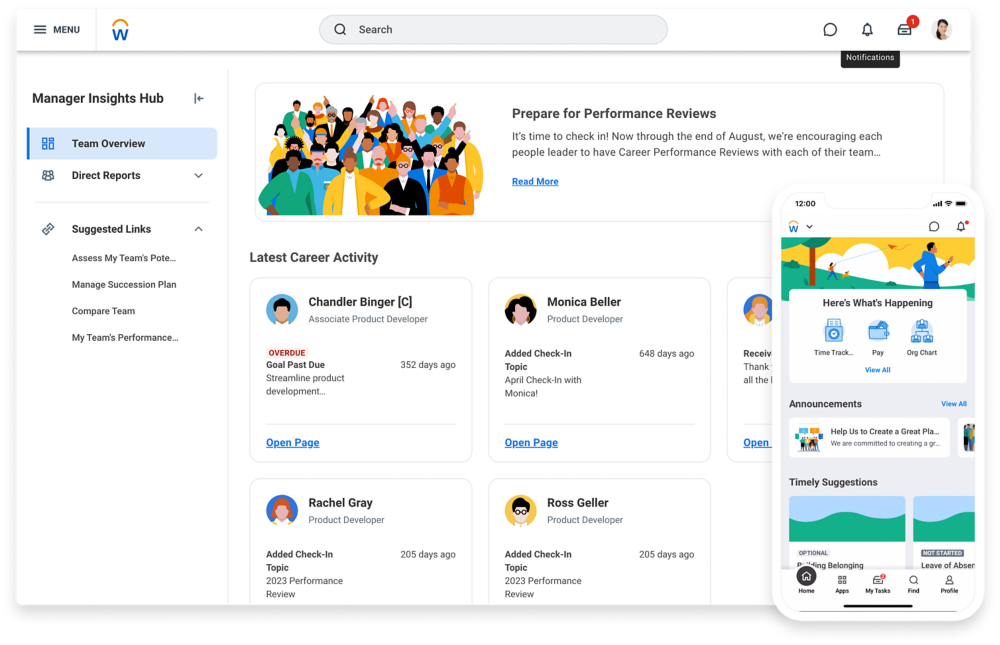 MENU
W
Search
1
Notifications
Manager Insights Hub
Team Overview
Direct Reports
Suggested Links
Assess My Team's Pote...
Manage Succession Plan
Compare Team
My Team's Performance...
Prepare for Performance Reviews
It's time to check in! Now through the end of August, we're encouraging each
people leader to have Career Performance Reviews with each of their team...
Read More
Latest Career Activity
Chandler Binger [C]
Associate Product Developer
OVERDUE
Goal Past Due 352 days ago
Streamline product
development...
Open Page
Monica Beller
Product Developer
Added Check-In 648 days ago
Topic
April Check-In with
Monica!
Open Page
Receiv
Thank
all the
Open
Rachel Gray
Product Developer
Added Check-In 205 days ago
Topic
2023 Performance
Review
Ross Geller
Product Developer
Added Check-In 205 days ago
Topic
2023 Performance
Review
12:00
W
Here's What's Happening
Time Track...
Pay
Org Chart
View All
Announcements View All
Help Us to Create a Great Pla...
We are committed to creating a gr...
Timely Suggestions
OPTIONAL
Building Belonging
NOT STARTED
Leave of Absen
2
Home
Apps
My Tasks
Find
Profile